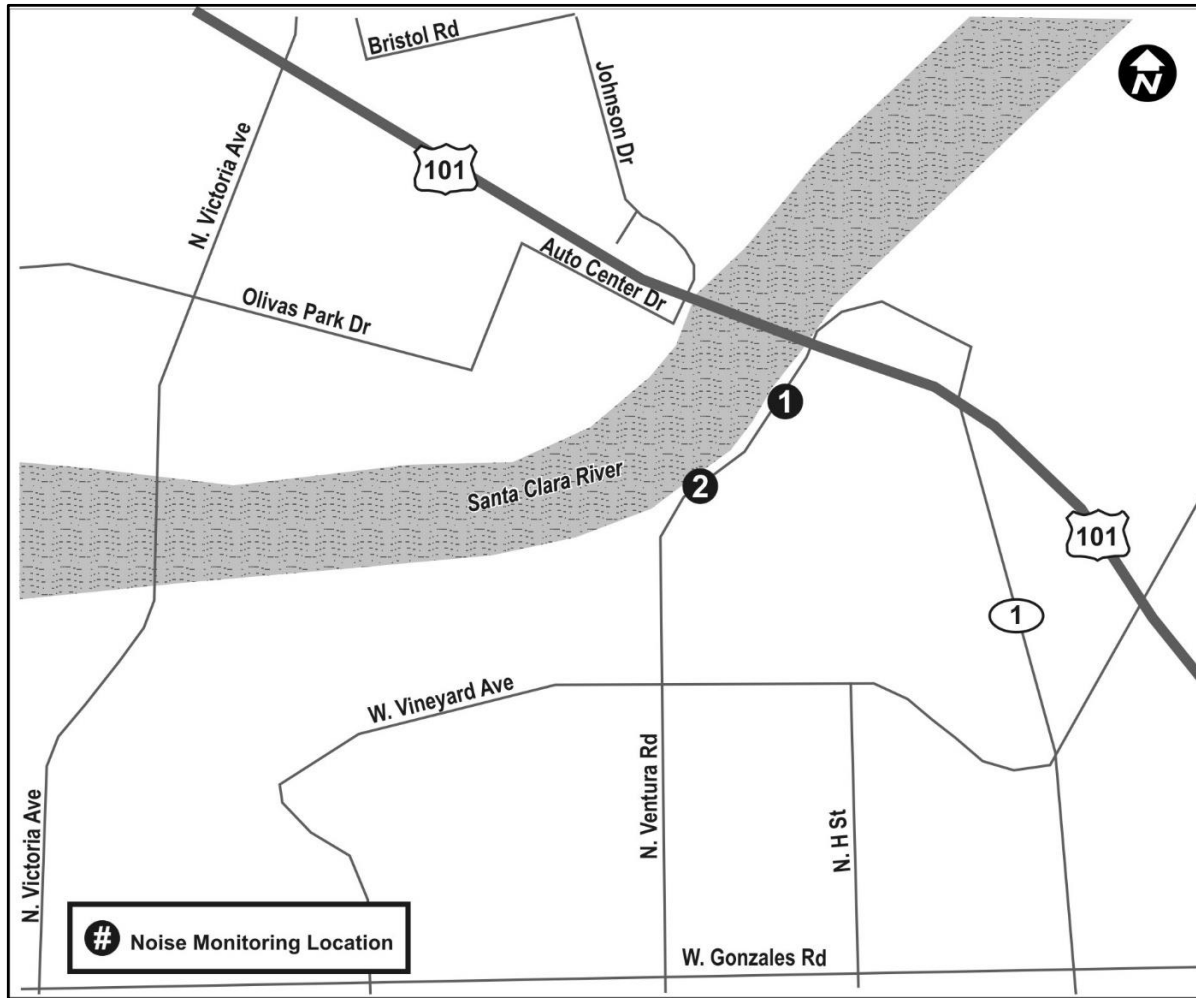 Bristol Rd
Johnson Dr
N
N. Victoria Ave
101
Auto Center Dr
Olivas Park Dr
1
2
Santa Clara River
101
1
W. Vineyard Ave
N. Ventura Rd
N. H St
N. Victoria Ave
# Noise Monitoring Location
W. Gonzales Rd